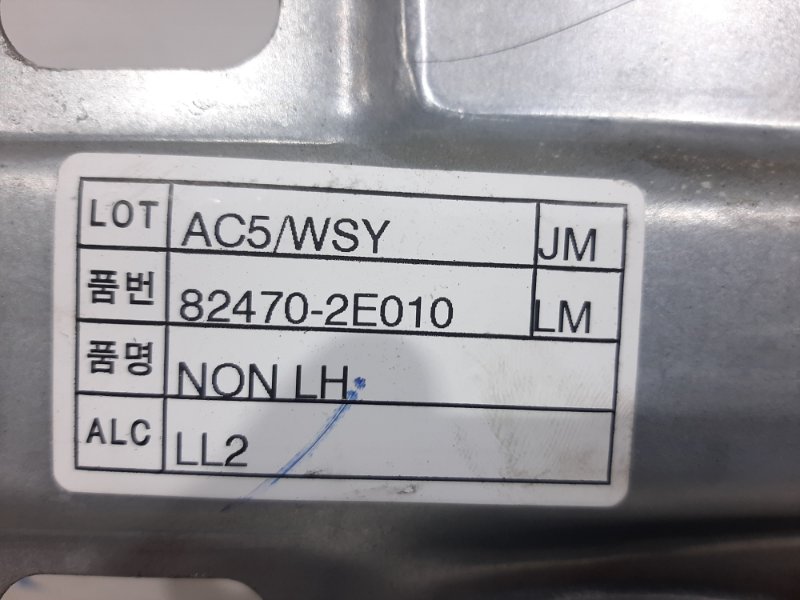 LOT AC5/WSY JM
품번 82470-2E010 LM
품명 NON LH
ALC LL2